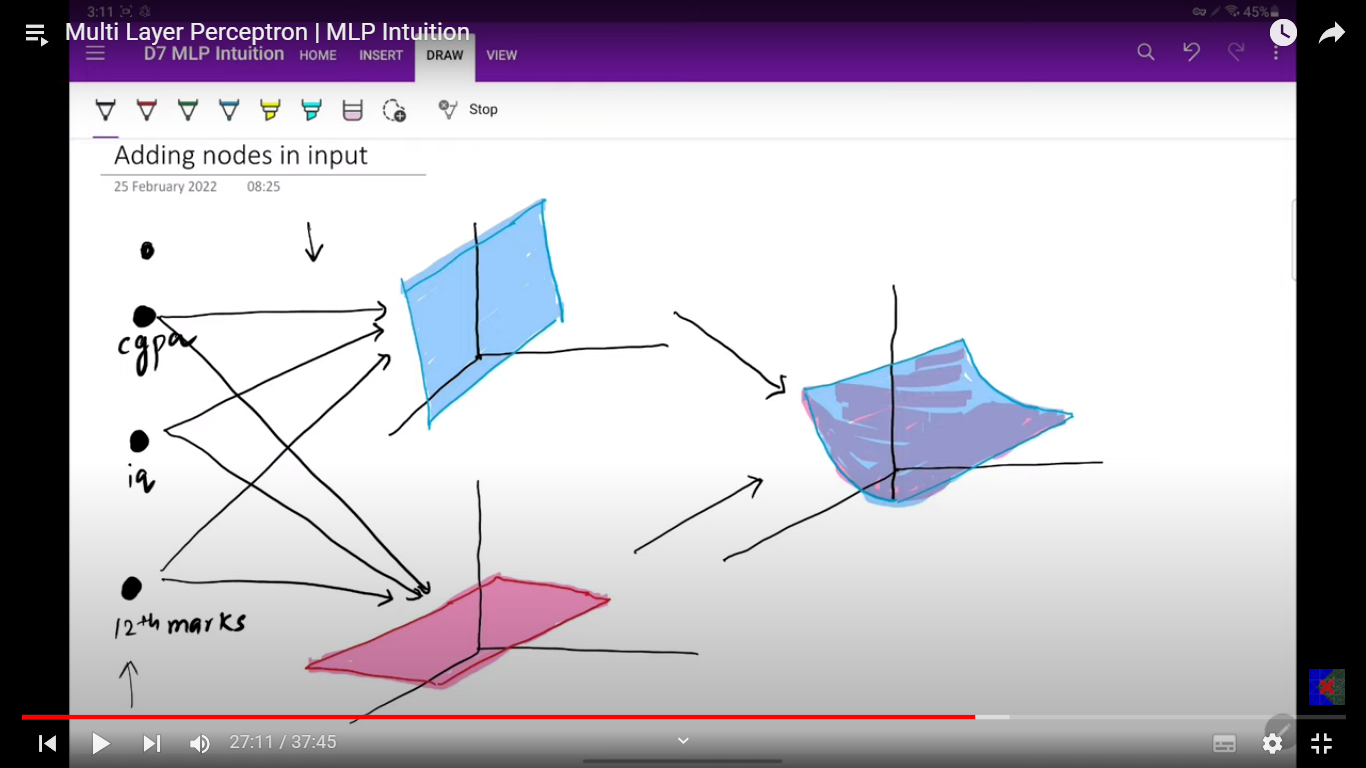 3:11
45%
Multi Layer Perceptron | MLP Intuition
D7 MLP Intuition HOME INSERT DRAW VIEW
Stop
Adding nodes in input
25 February 2022 08:25
cgpa
iq
12th marks
27:11 / 37:45